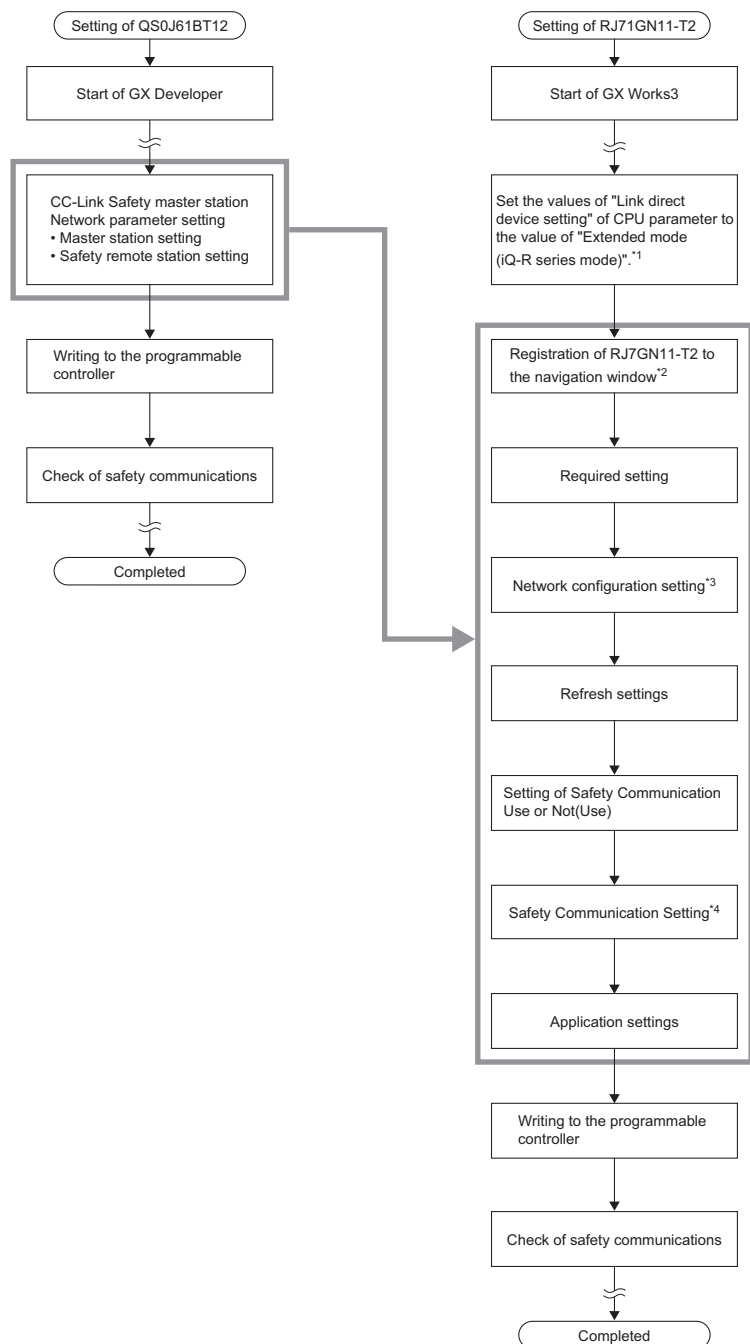 Setting of QS0J61BT12
Start of GX Developer
CC-Link Safety master station
Network parameter setting
• Master station setting
• Safety remote station setting
Writing to the programmable
controller
Check of safety communications
Completed
Setting of RJ71GN11-T2
Start of GX Works3
Set the values of "Link direct
device setting" of CPU parameter to
the value of "Extended mode
(iQ-R series mode)".*1
Registration of RJ7GN11-T2 to
the navigation window*2
Required setting
Network configuration setting*3
Refresh settings
Setting of Safety Communication
Use or Not(Use)
Safety Communication Setting*4
Application settings
Writing to the programmable
controller
Check of safety communications
Completed